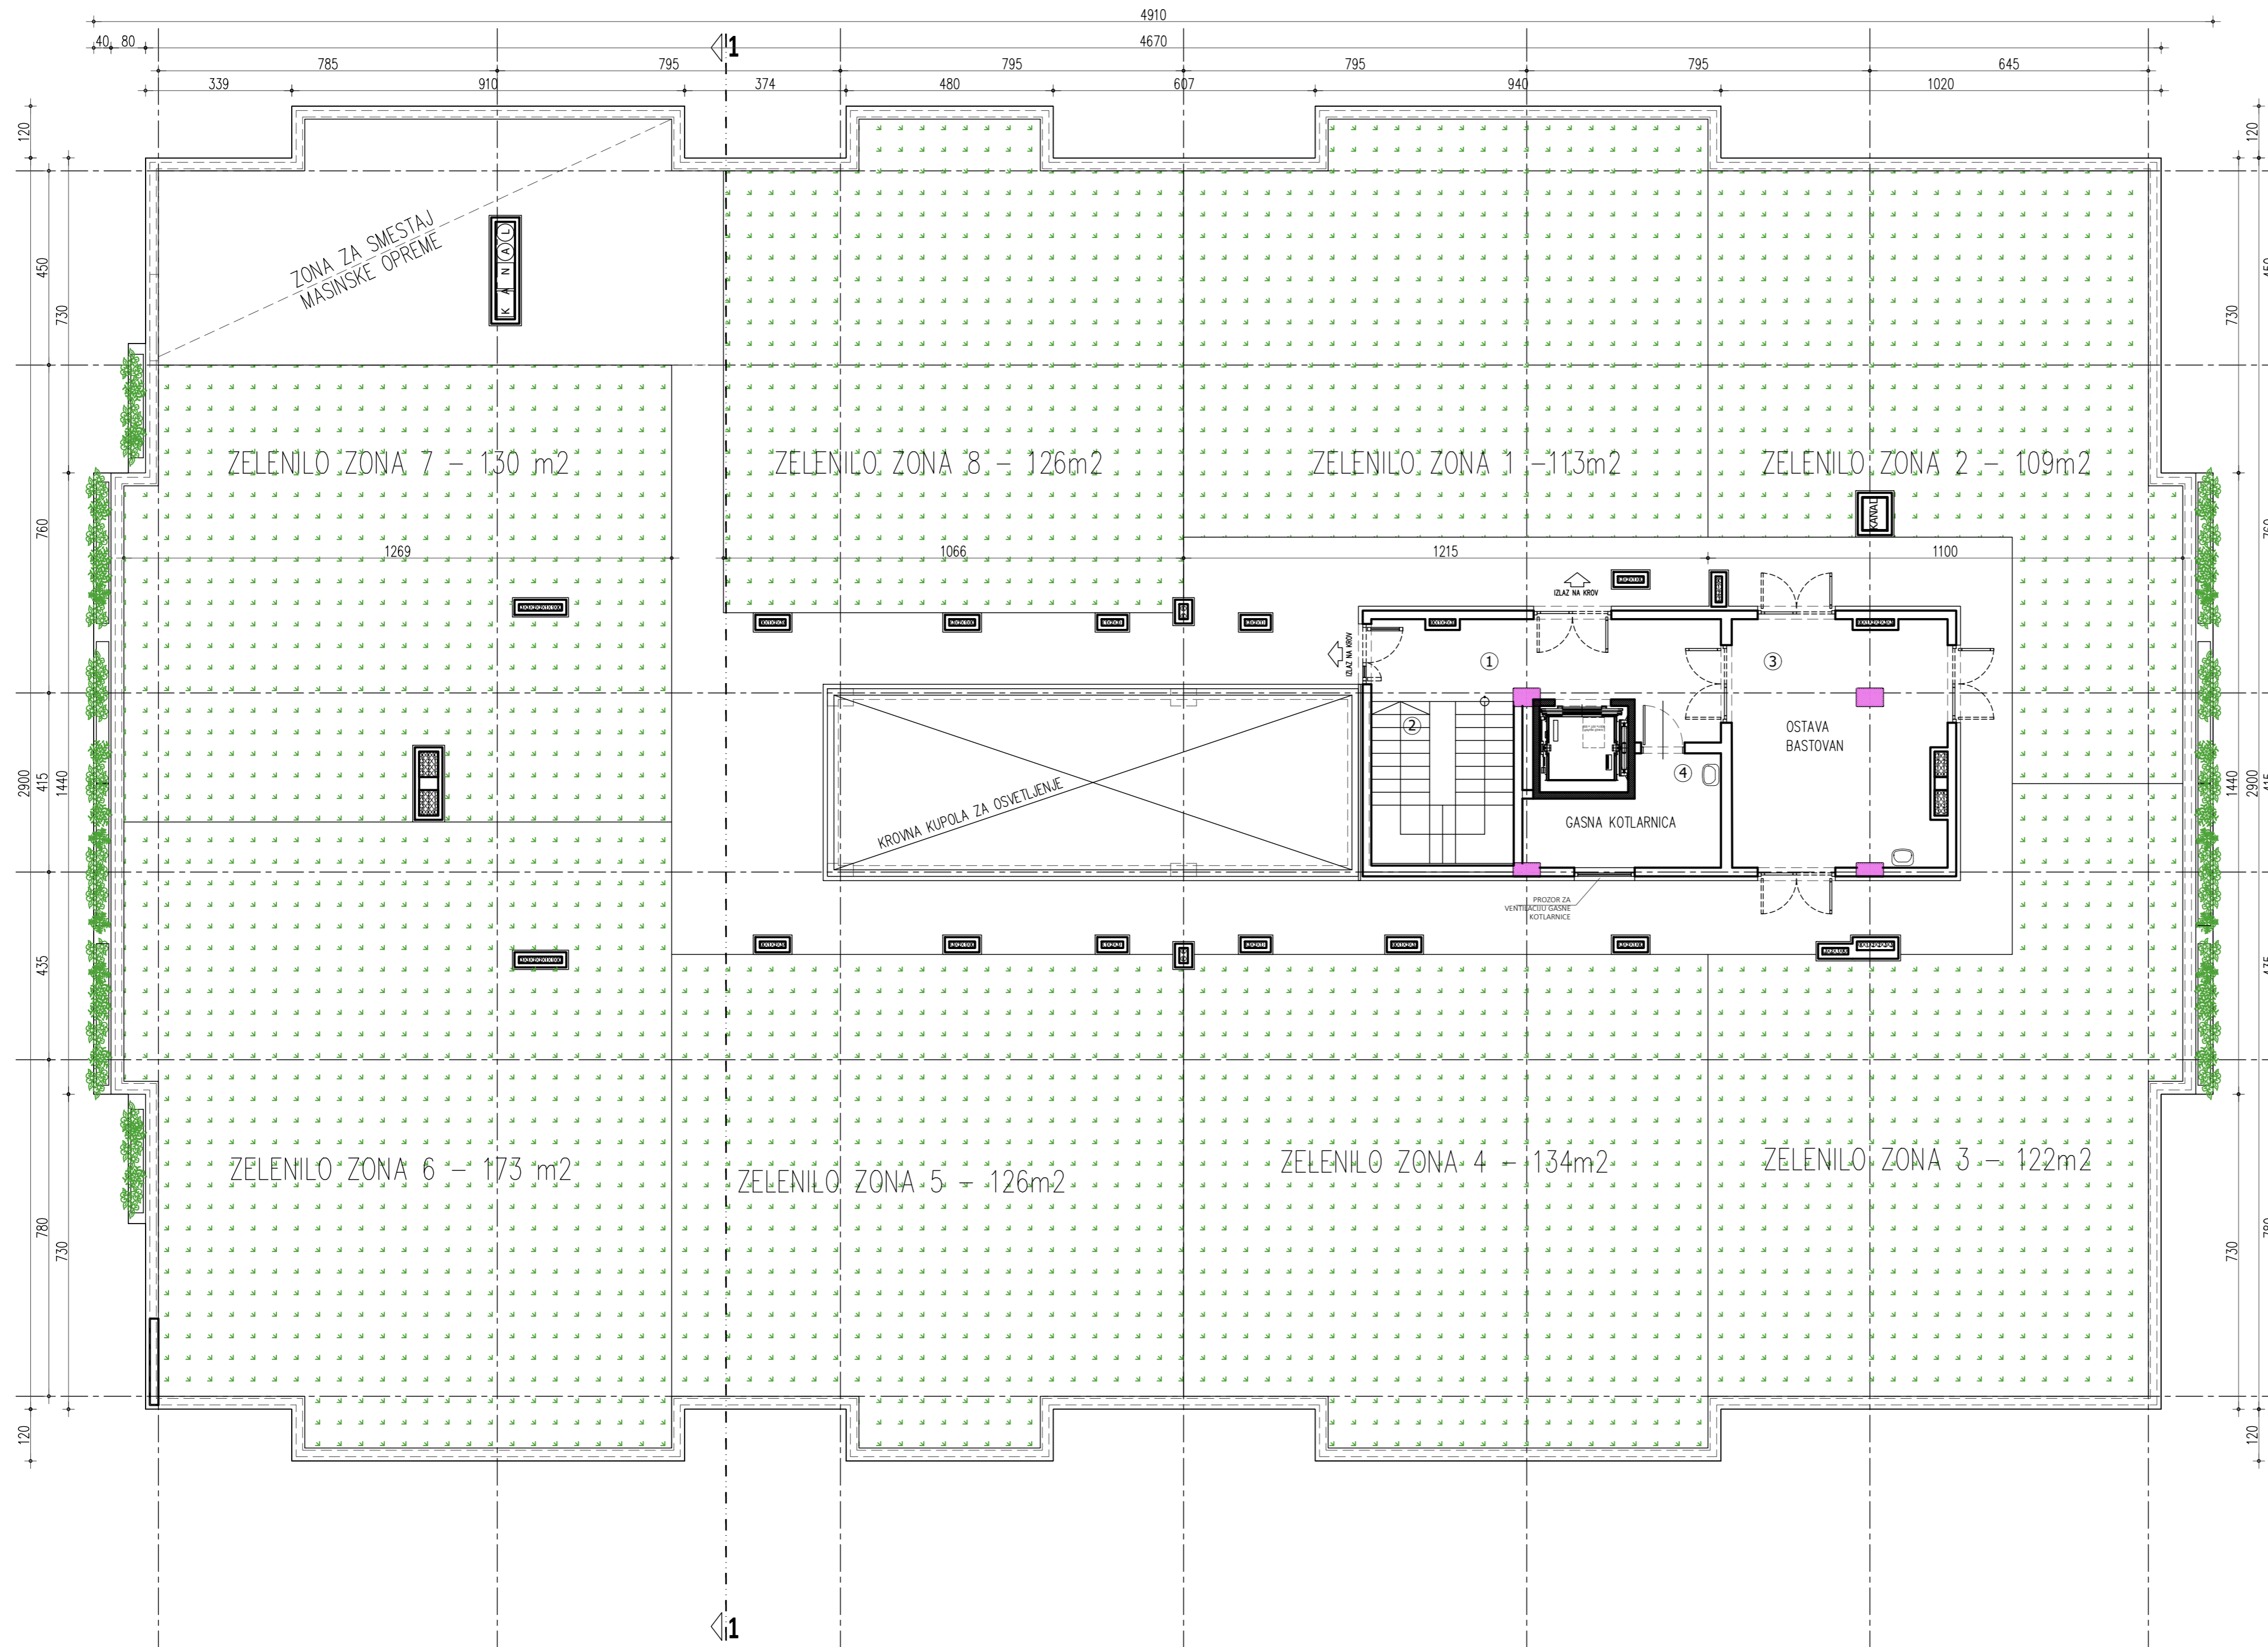 4910
40 80 4670
1
785 795 795 795 795 645
339 910 374 480 607 940 1020
120 120
450 730
730
ZONA ZA SMESTAJ
MASINSKE OPREME
K A N A L
ZELENILO ZONA 7 - 130 m2
ZELENILO ZONA 8 - 126m2
ZELENILO ZONA 1 -113m2
ZELENILO ZONA 2 - 109m2
KANAL
760
1269 1066 1215 1100
IZLAZ NA KROV
IZLAZ NA KROV
1
3
2
OSTAVA
BASTOVAN
4
2900 415 1440
1440 2900
KROVNA KUPOLA ZA OSVETLJENJE
GASNA KOTLARNICA
PROZOR ZA
VENTILACIJU GASNE
KOTLARNICE
435
ZELENILO ZONA 6 - 173 m2
ZELENILO ZONA 5 - 126m2
ZELENILO ZONA 4 - 134m2
ZELENILO ZONA 3 - 122m2
780 730
730
120 120
1